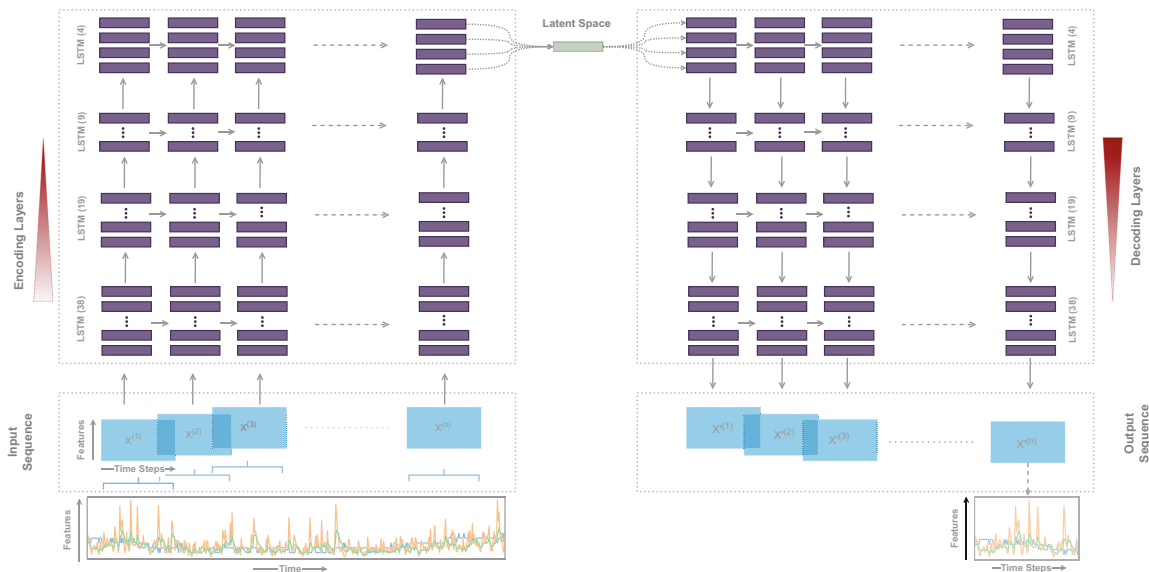 Latent Space
LSTM (4)
LSTM (9)
LSTM (19)
LSTM (38)
Encoding Layers
LSTM (4)
LSTM (9)
LSTM (19)
LSTM (38)
Decoding Layers
Input
Sequence
Features
X(1)
X(2)
X(3)
X(n)
Time Steps
Features
Time
X'(1)
X'(2)
X'(3)
X'(n)
Output
Sequence
Features
Time Steps